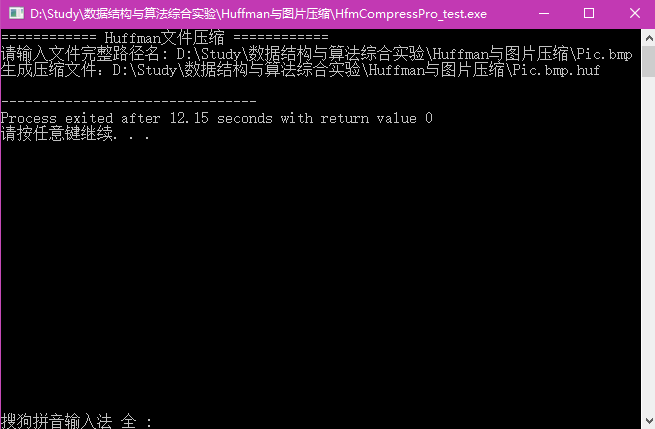 D:\Study\数据结构与算法综合实验\Huffman与图片压缩\HfmCompressPro_test.exe
============ Huffman文件压缩 ============
请输入文件完整路径名: D:\Study\数据结构与算法综合实验\Huffman与图片压缩\Pic.bmp
生成压缩文件：D:\Study\数据结构与算法综合实验\Huffman与图片压缩\Pic.bmp.huf
--------------------------------
Process exited after 12.15 seconds with return value 0
请按任意键继续. . .
搜狗拼音输入法 全 :